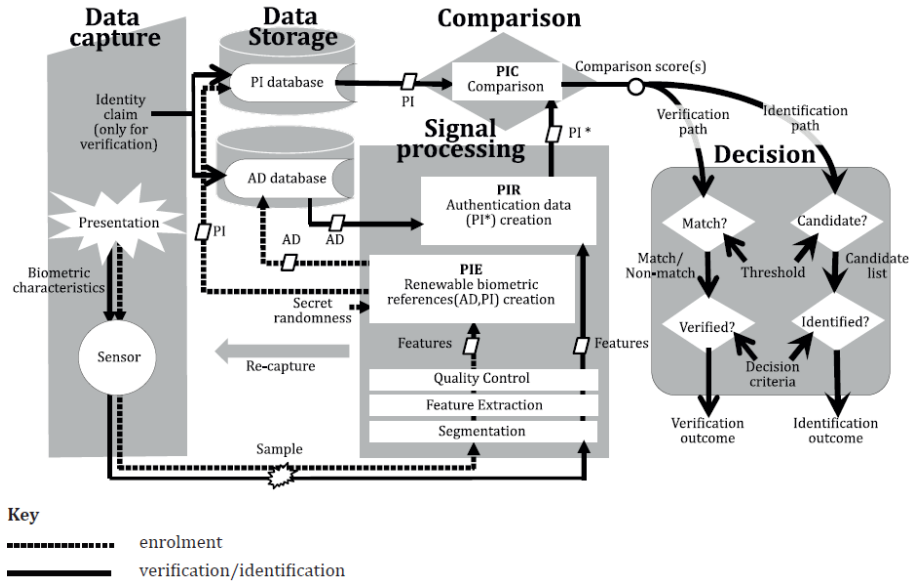 Data
capture
Data
Storage
Comparison
PI database
PI
PIC
Comparison
Comparison score(s)
Identity
claim
(only for
verification)
Verification
path
Identification
path
PI *
Signal
processing
Decision
AD database
PIR
Authentication data
(PI*) creation
Presentation
PI
AD
AD
Match?
Candidate?
Biometric
characteristics
PIE
Renewable biometric
references(AD,PI) creation
Match/
Non-match
Threshold
Candidate
list
Secret
randomness
Verified?
Identified?
Sensor
Features
Features
Re-capture
Quality Control
Decision
criteria
Feature Extraction
Segmentation
Verification
outcome
Identification
outcome
Sample
Key
enrolment
verification/identification